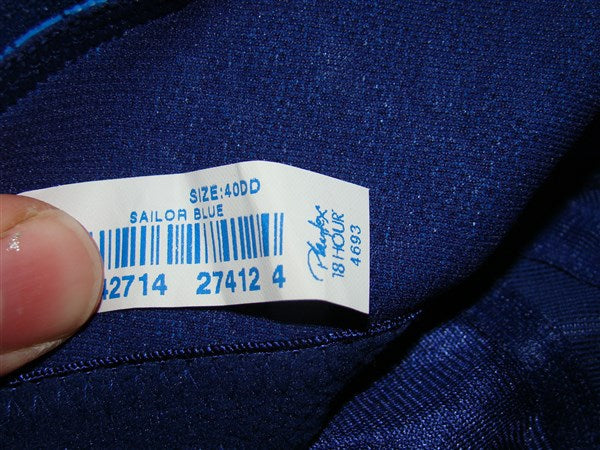 SIZE:40DD
SAILOR BLUE
42714 27412 4
Playtex
18 HOUR
4693